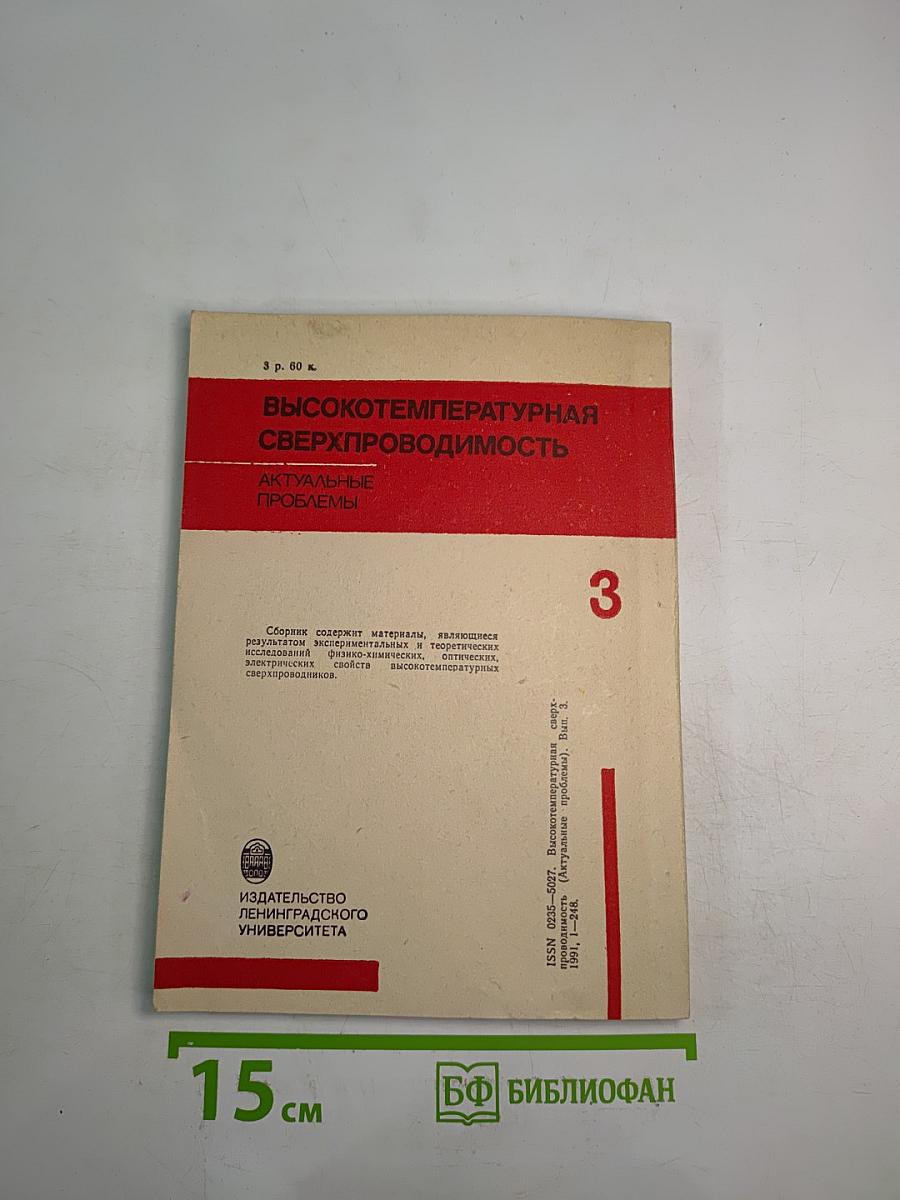 3 р. 60 к.
ВЫСОКОТЕМПЕРАТУРНАЯ
СВЕРХПРОВОДИМОСТЬ
АКТУАЛЬНЫЕ
ПРОБЛЕМЫ
3
Сборник содержит материалы, являющиеся
результатом экспериментальных и теоретических
исследований физико-химических, оптических,
электрических свойств высокотемпературных
сверхпроводников.
ISSN 0235—5027. Высокотемпературная сверх-
проводимость (Актуальные проблемы). Вып. 3.
1991, 1—248.
ИЗДАТЕЛЬСТВО
ЛЕНИНГРАДСКОГО
УНИВЕРСИТЕТА
15 см
БФ БИБЛИОФАН